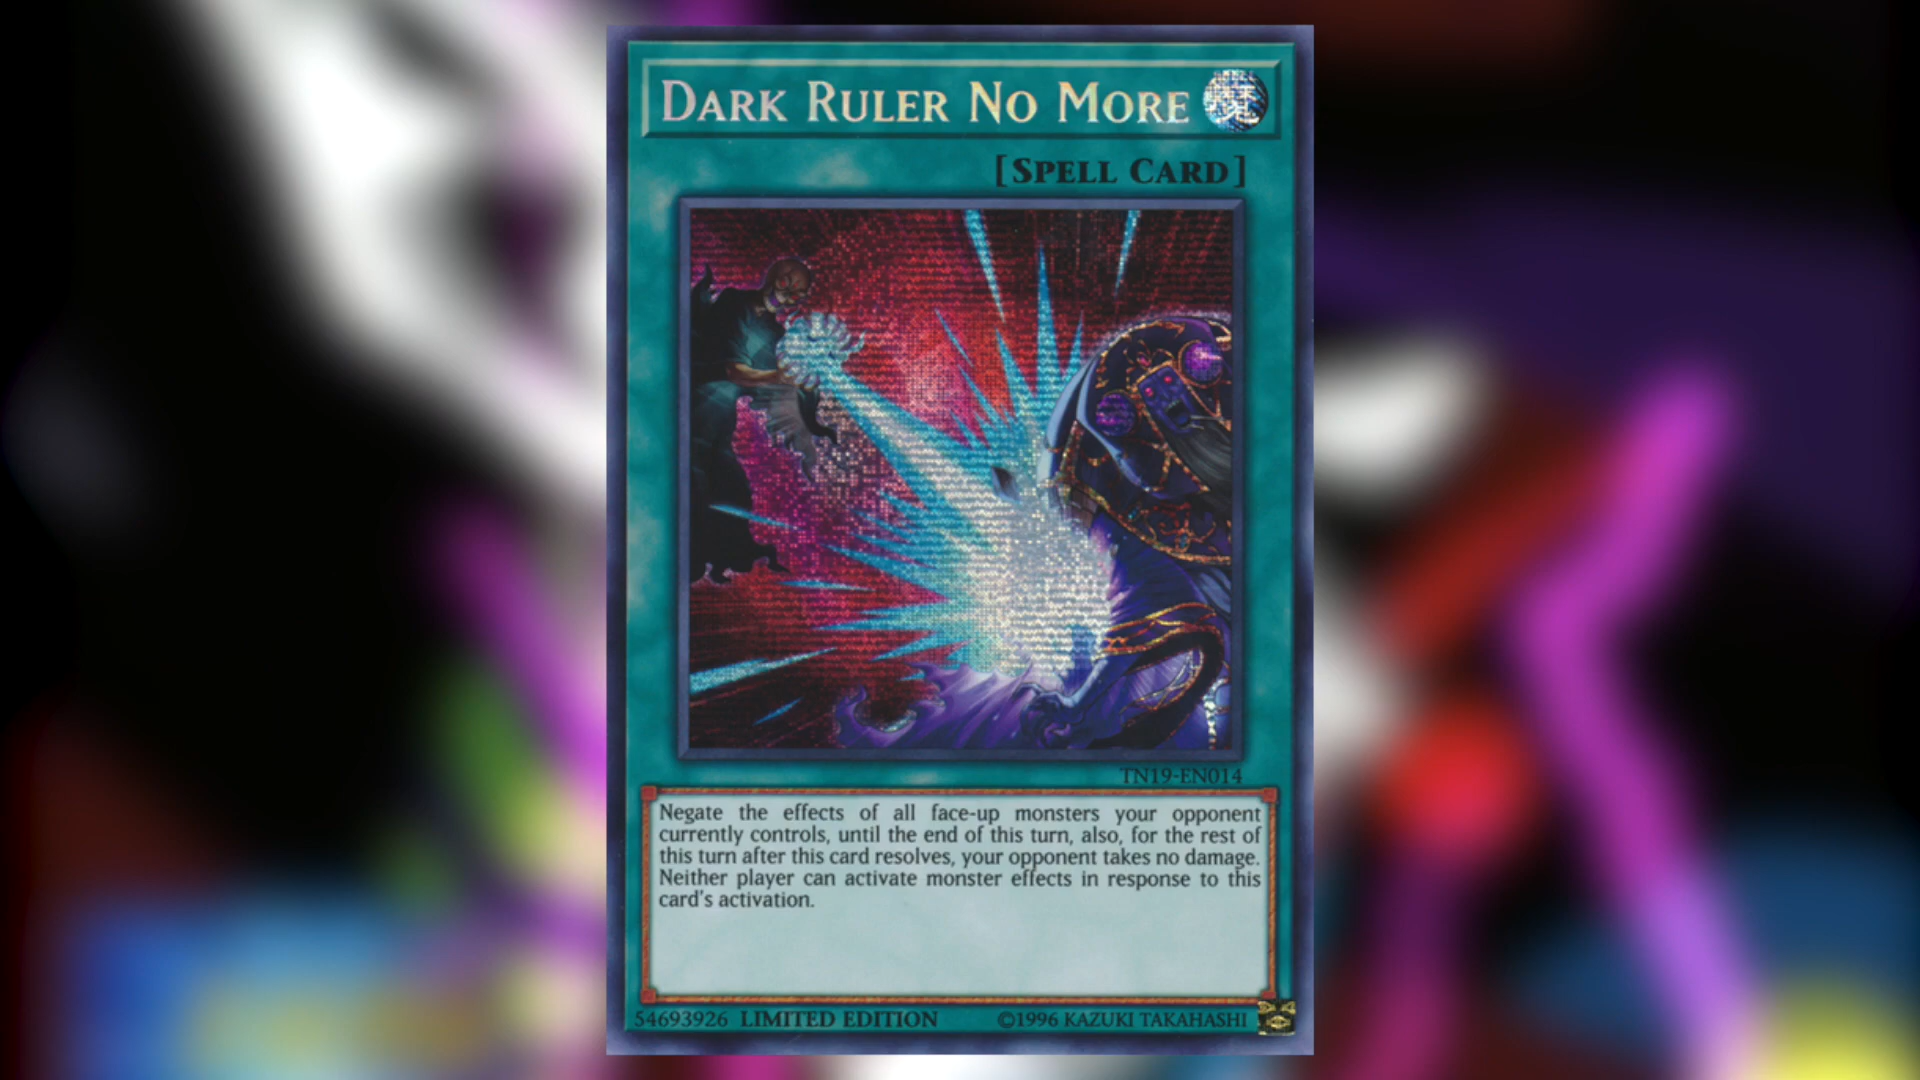 DARK RULER NO MORE
[SPELL CARD]
TN19-EN014
Negate the effects of all face-up monsters your opponent
currently controls, until the end of this turn, also, for the rest of
this turn after this card resolves, your opponent takes no damage.
Neither player can activate monster effects in response to this
card's activation.
54693926 LIMITED EDITION ©1996 KAZUKI TAKAHASHI